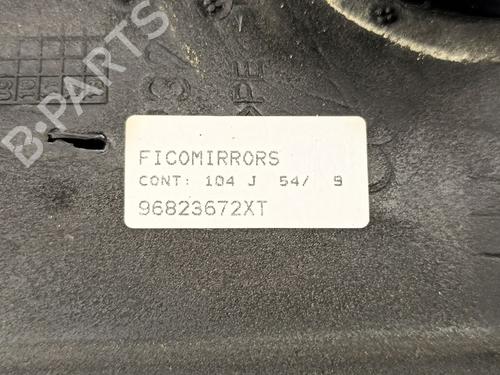 B-PARTS
FICOMIRRORS
CONT: 104 J 54/ 9
96823672XT